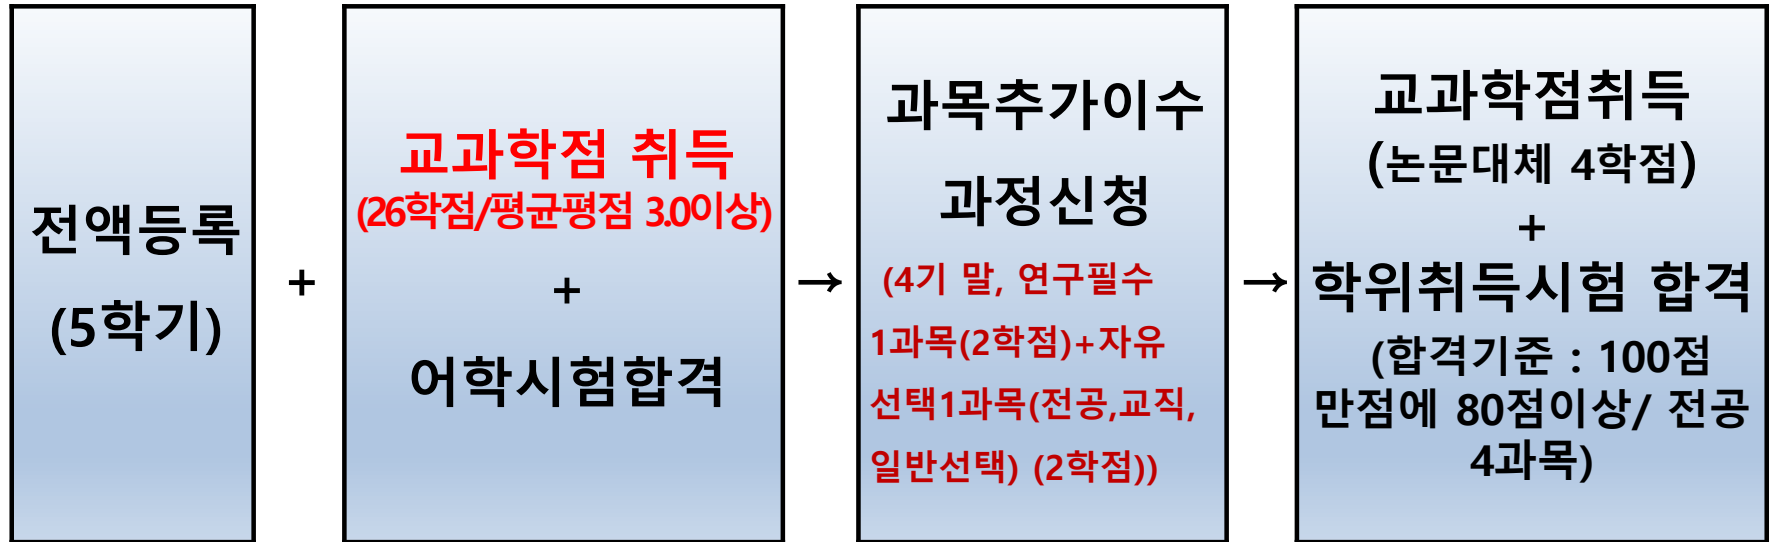 전액등록
(5학기)
+
교과학점 취득
(26학점/평균평점 3.0이상)
+
어학시험합격
→
과목추가이수
과정신청
(4기 말, 연구필수
1과목(2학점)+자유
선택1과목(전공,교직,
일반선택) (2학점))
→
교과학점취득
(논문대체 4학점)
+
학위취득시험 합격
(합격기준 : 100점
만점에 80점이상/ 전공
4과목)